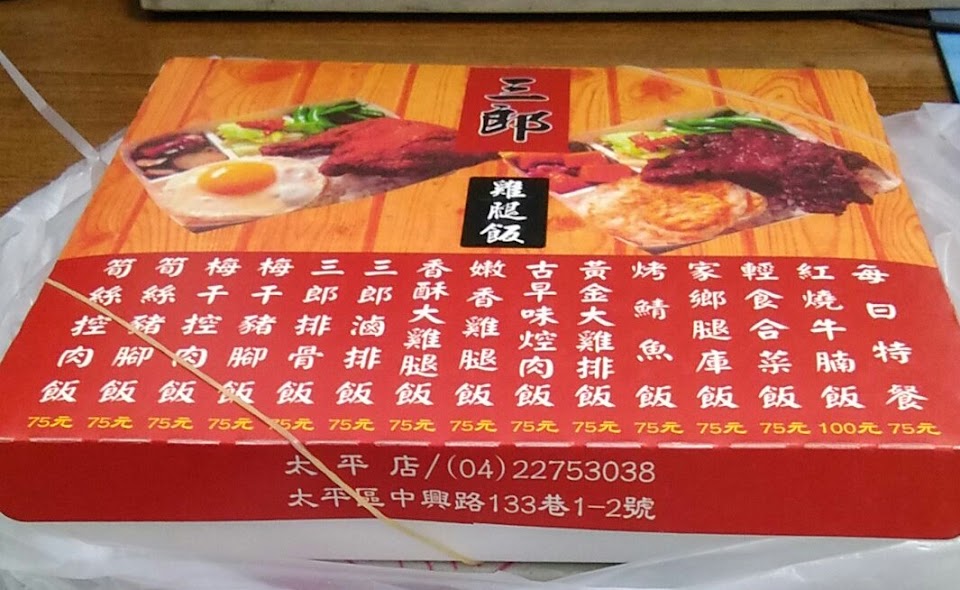 三郎
雞腿飯
每日特餐
紅燒牛腩飯
輕食合菜飯
家鄉腿庫飯
烤鯖魚飯
黃金大雞排飯
古早味焢肉飯
嫩香雞腿飯
香酥大雞腿飯
三郎滷排飯
三郎排骨飯
梅干豬腳飯
梅干控肉飯
筍絲豬腳飯
筍絲控肉飯
75元 75元 75元 75元 75元 75元 75元 75元 75元 75元 75元 75元 75元 100元 75元
太平店/(04)22753038
太平區中興路133巷1-2號